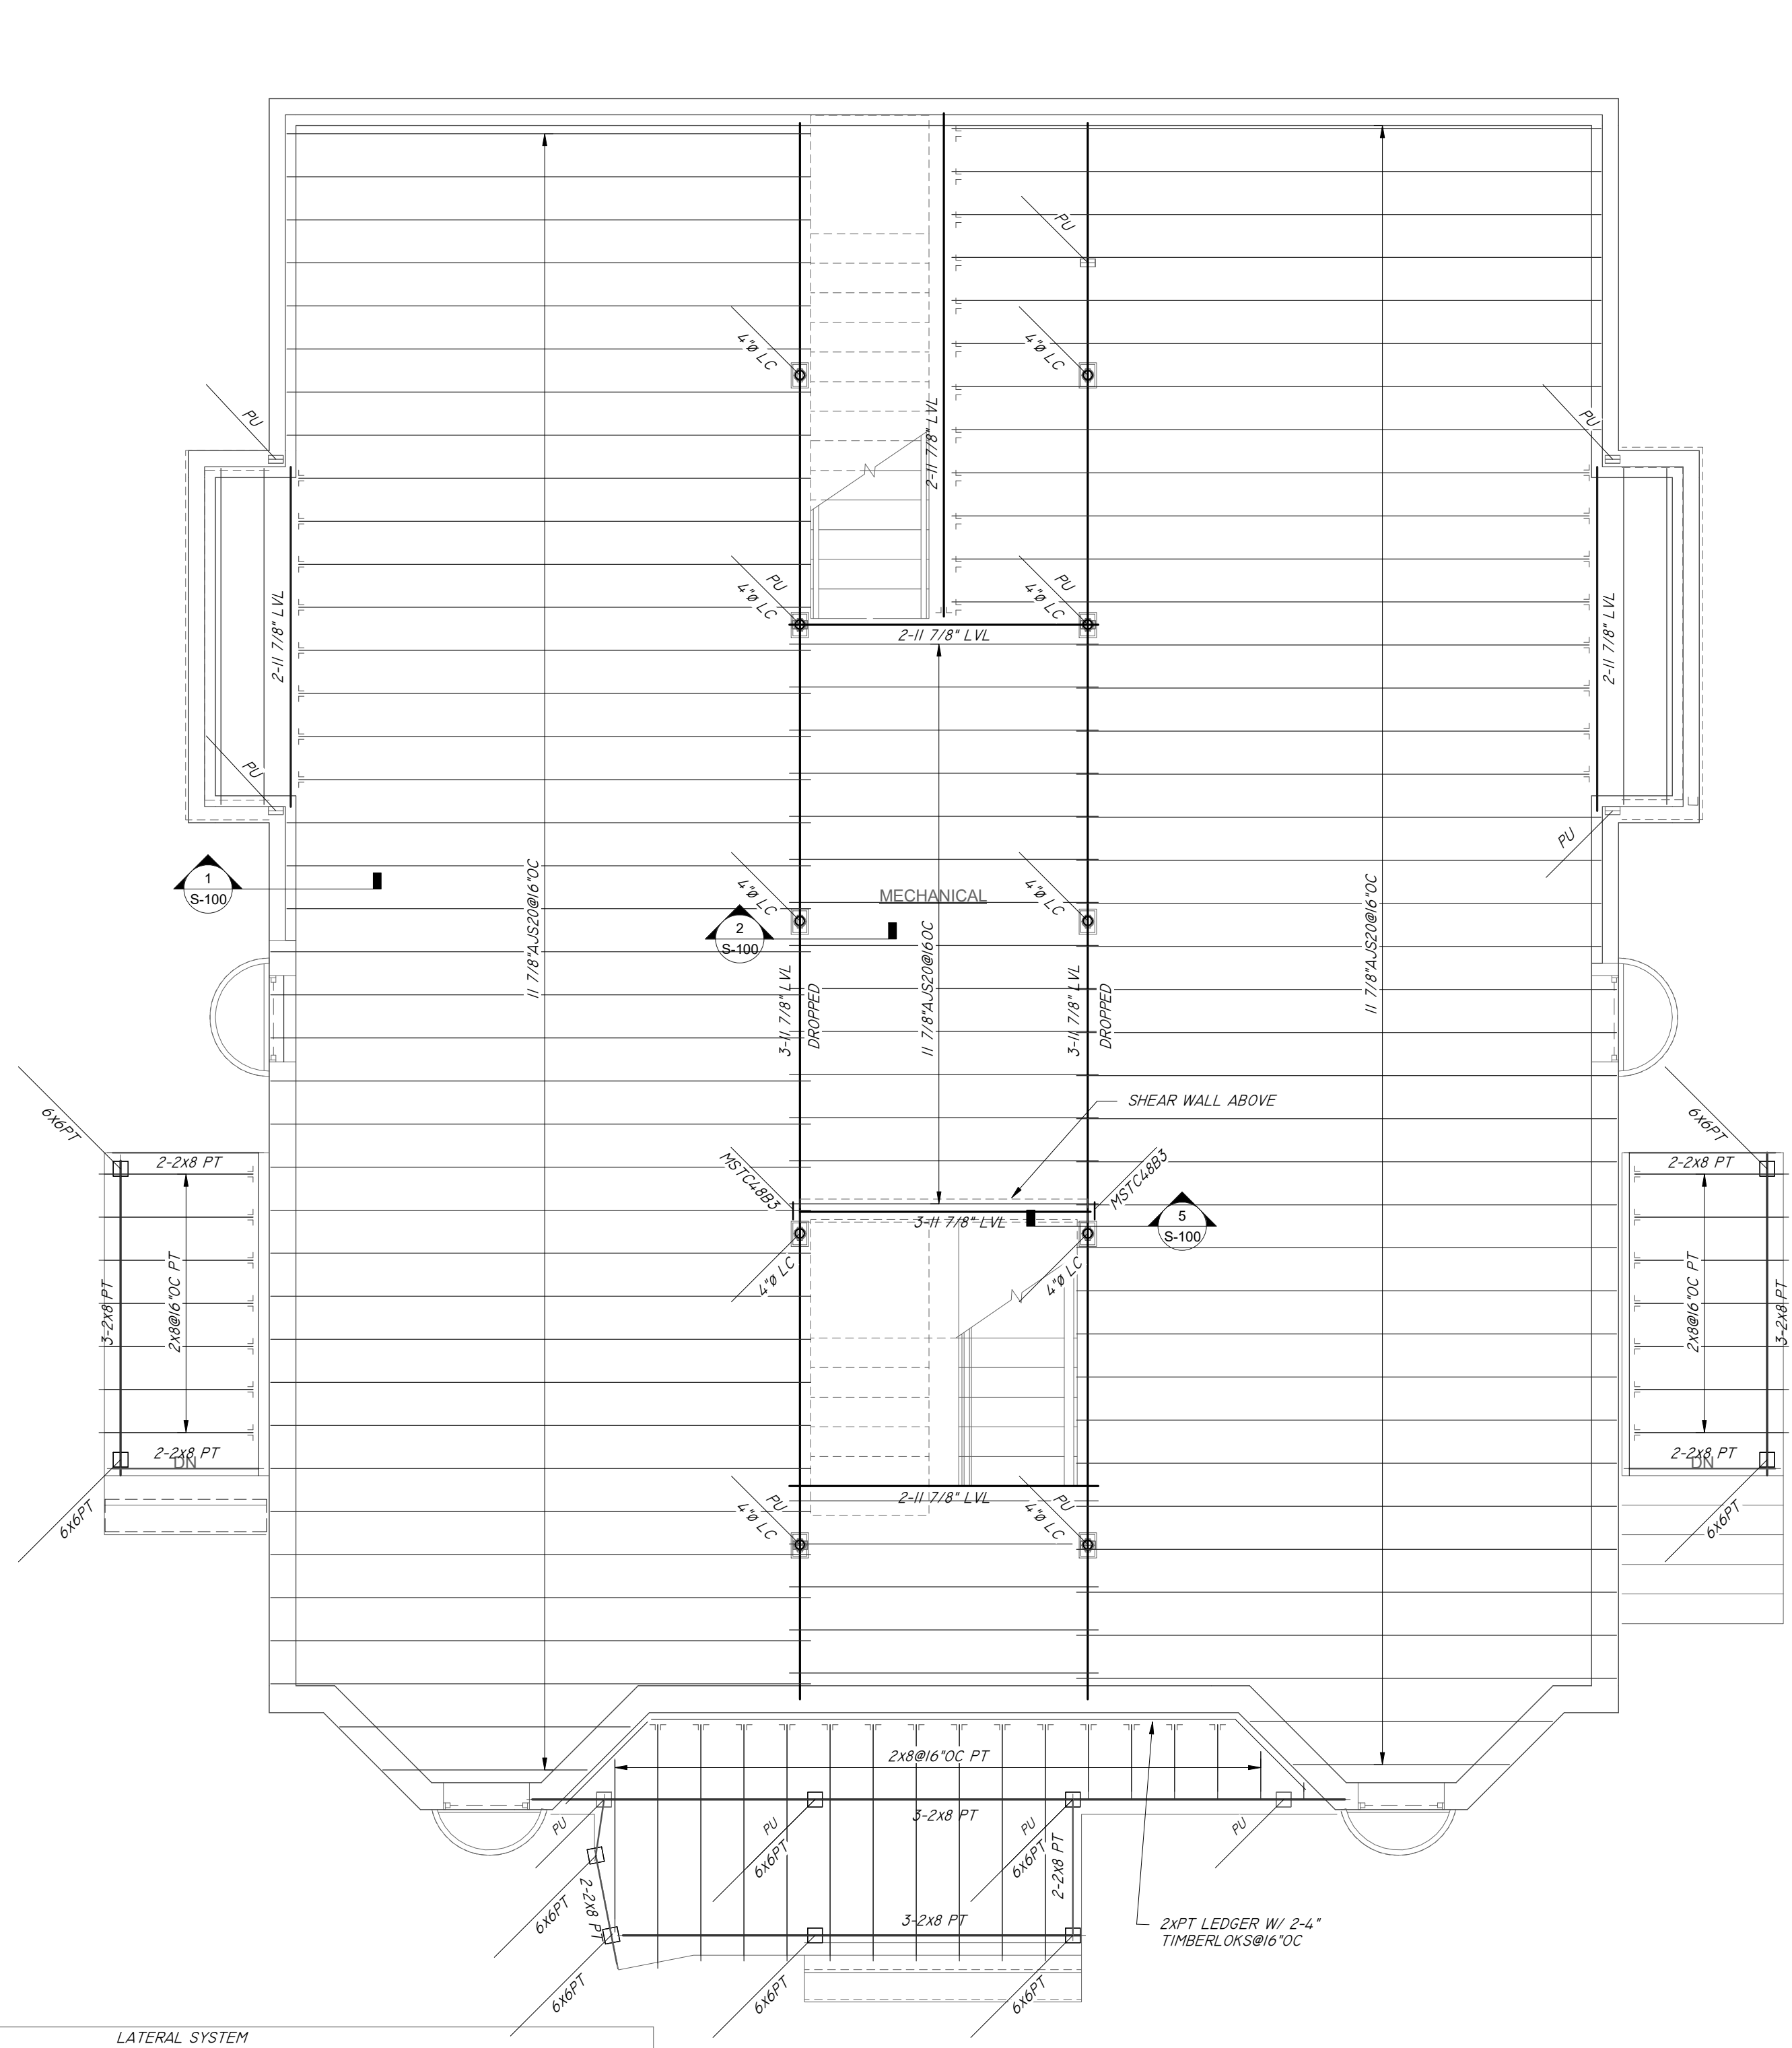 PU
4"Ø LC
4"Ø LC
PU
PU
2-11 7/8" LVL
PU
4"Ø LC
PU
4"Ø LC
2-11 7/8" LVL
2-11 7/8" LVL
2-11 7/8" LVL
PU
PU
1
S-100
11 7/8"AJS20@16"OC
4"Ø LC
MECHANICAL
4"Ø LC
2
S-100
11 7/8"AJS20@16OC
11 7/8"AJS20@16"OC
3-11 7/8" LVL
DROPPED
3-11 7/8" LVL
DROPPED
SHEAR WALL ABOVE
6X6PT
6X6PT
2-2X8 PT
MSTC48B3
MSTC48B3
2-2X8 PT
3-11 7/8" LVL
5
S-100
4"Ø LC
4"Ø LC
3-2X8 PT
2X8@16"OC PT
2X8@16"OC PT
3-2X8 PT
2-2X8 PT
DN
2-2X8 PT
DN
6X6PT
6X6PT
2-11 7/8" LVL
PU
4"Ø LC
PU
4"Ø LC
2X8@16"OC PT
3-2X8 PT
PU
PU
6X6PT
PU
6X6PT
PU
2-2X8 PT
6X6PT
2-2X8 PT
3-2X8 PT
2XPT LEDGER W/ 2-4"
TIMBERLOKS@16"OC
6X6PT
6X6PT
6X6PT
LATERAL SYSTEM